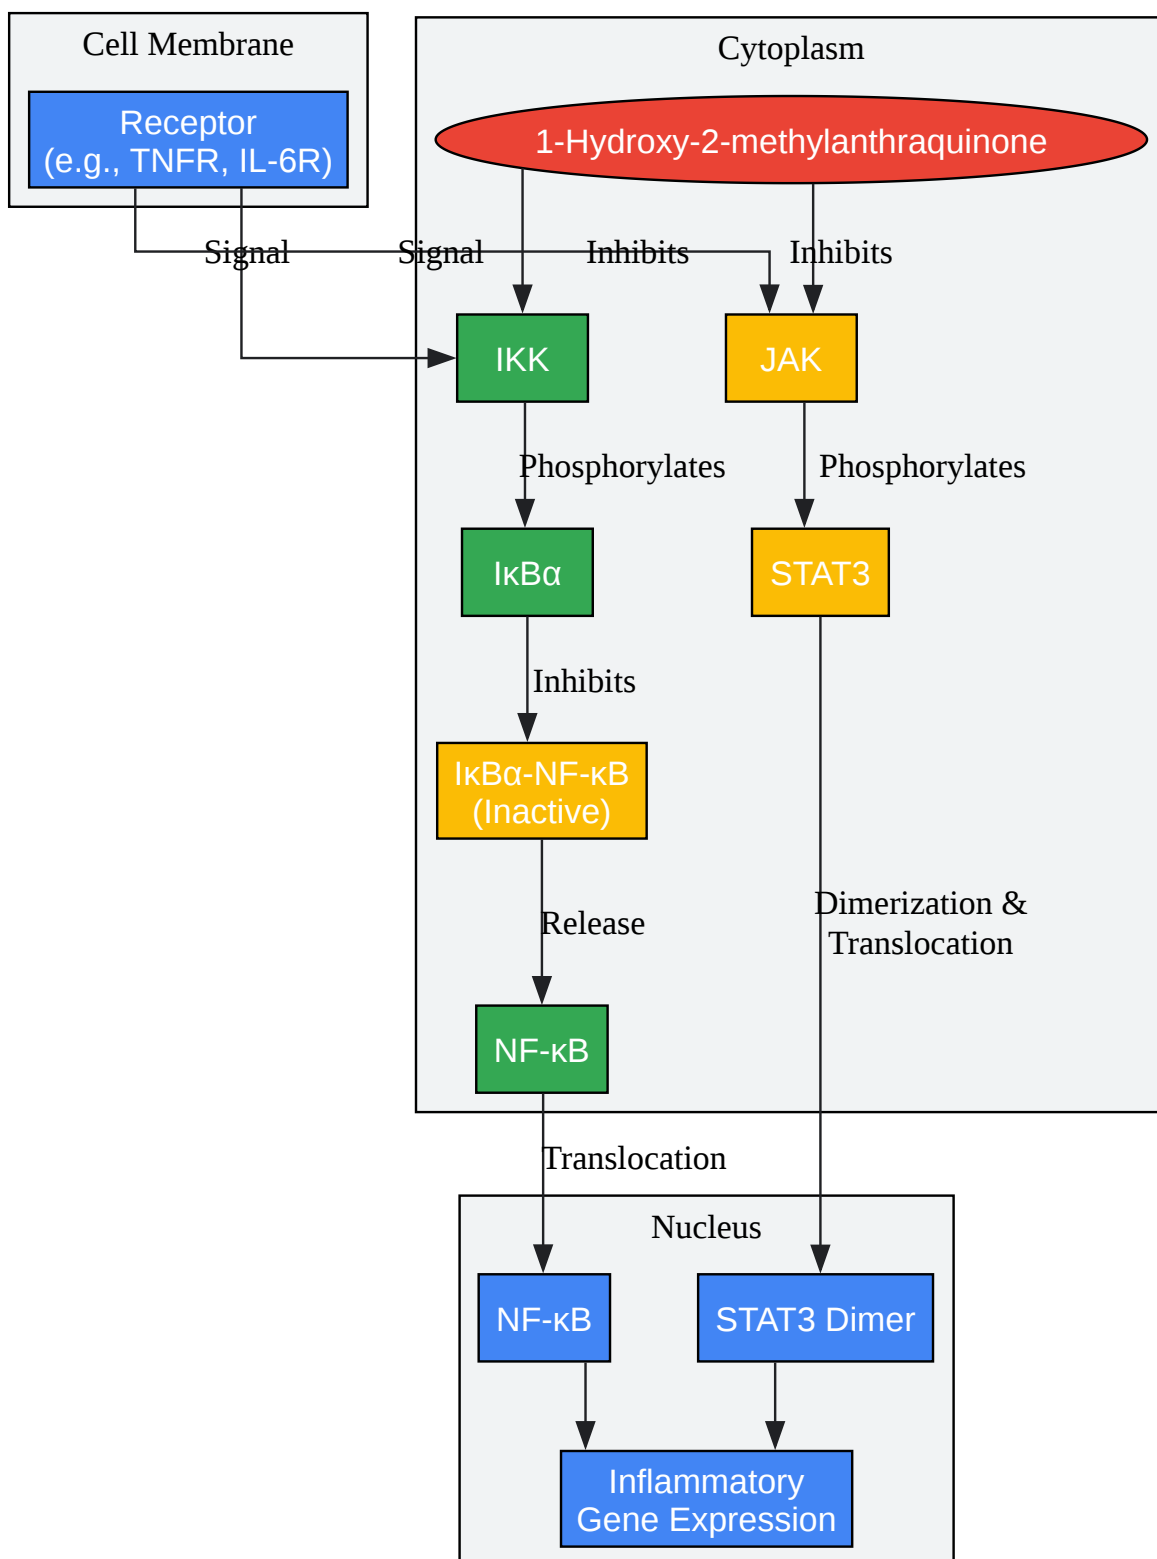 Cell Membrane
Receptor
(e.g., TNFR, IL-6R)
Cytoplasm
1-Hydroxy-2-methylanthraquinone
Signal
Signal
Inhibits
Inhibits
IKK
JAK
Phosphorylates
Phosphorylates
IκBα
STAT3
Inhibits
IκBα-NF-κB
(Inactive)
Release
Dimerization &
Translocation
NF-κB
Translocation
Nucleus
NF-κB
STAT3 Dimer
Inflammatory
Gene Expression